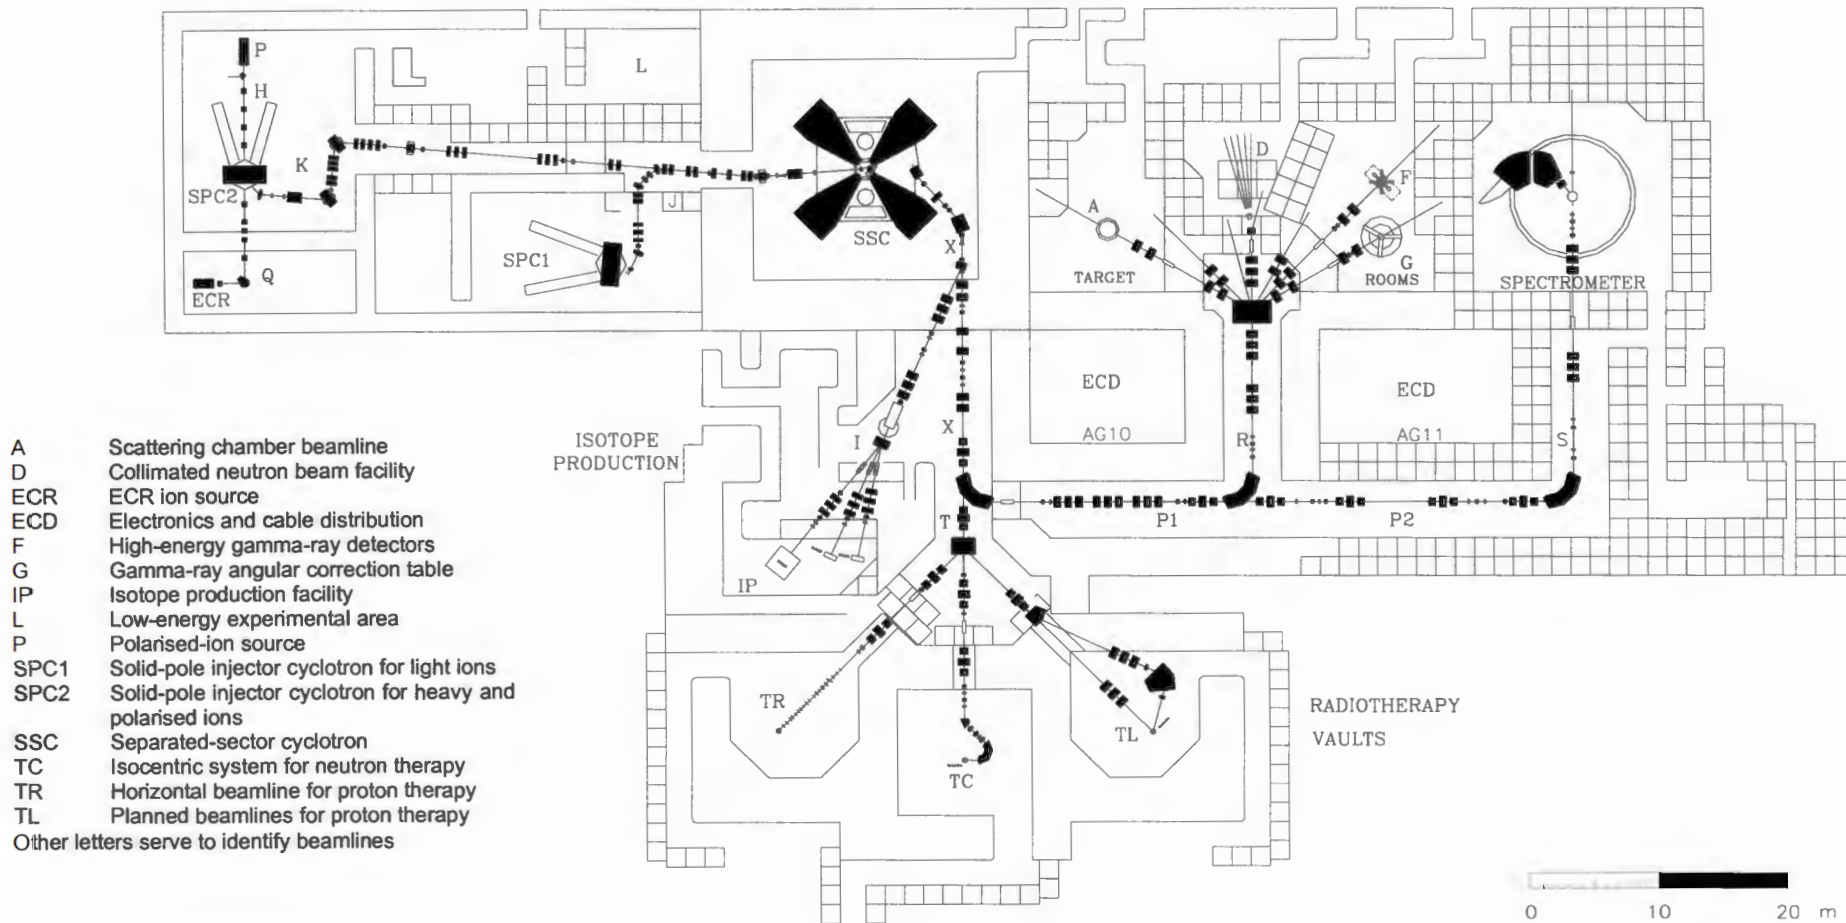 P
H
K
SPC2
Q
ECR
L
J
SPC1
SSC
X
A
D
F
G
TARGET
ROOMS
SPECTROMETER
ECD
AG10
ECD
AG11
X
R
S
ISOTOPE
PRODUCTION
I
T
P1
P2
IP
TR
TC
TL
RADIOTHERAPY
VAULTS
A Scattering chamber beamline
D Collimated neutron beam facility
ECR ECR ion source
ECD Electronics and cable distribution
F High-energy gamma-ray detectors
G Gamma-ray angular correction table
IP Isotope production facility
L Low-energy experimental area
P Polarised-ion source
SPC1 Solid-pole injector cyclotron for light ions
SPC2 Solid-pole injector cyclotron for heavy and
polarised ions
SSC Separated-sector cyclotron
TC Isocentric system for neutron therapy
TR Horizontal beamline for proton therapy
TL Planned beamlines for proton therapy
Other letters serve to identify beamlines
0 10 20 m